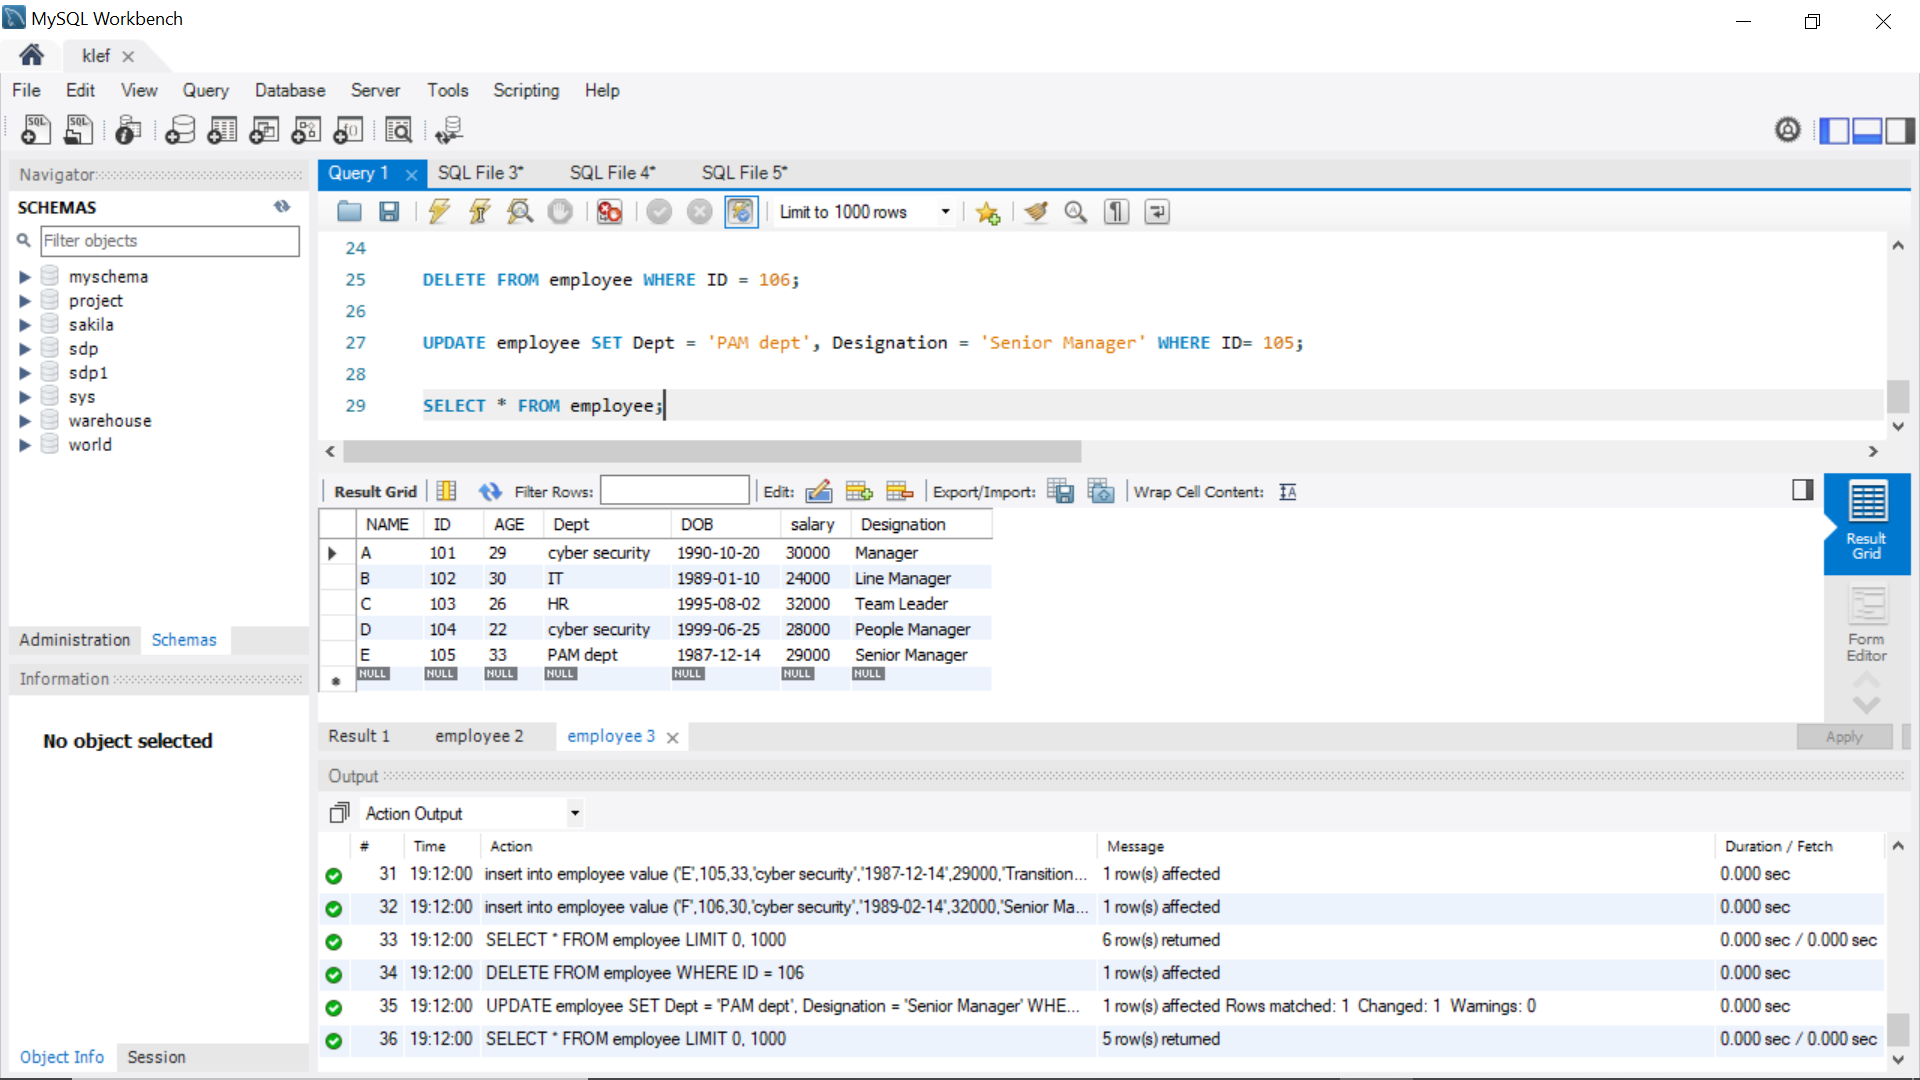 MySQL Workbench
klef
File Edit View Query Database Server Tools Scripting Help
Navigator
SCHEMAS
Filter objects
myschema
project
sakila
sdp
sdp1
sys
warehouse
world
Administration Schemas
Information
No object selected
Object Info Session
Query 1 SQL File 3* SQL File 4* SQL File 5*
Limit to 1000 rows
24
25 DELETE FROM employee WHERE ID = 106;
26
27 UPDATE employee SET Dept = 'PAM dept', Designation = 'Senior Manager' WHERE ID= 105;
28
29 SELECT * FROM employee;
Result Grid Filter Rows: Edit: Export/Import: Wrap Cell Content:
NAME ID AGE Dept DOB salary Designation
A 101 29 cyber security 1990-10-20 30000 Manager
B 102 30 IT 1989-01-10 24000 Line Manager
C 103 26 HR 1995-08-02 32000 Team Leader
D 104 22 cyber security 1999-06-25 28000 People Manager
E 105 33 PAM dept 1987-12-14 29000 Senior Manager
NULL NULL NULL NULL NULL NULL NULL
Result
Grid
Form
Editor
Result 1 employee 2 employee 3
Apply
Output
Action Output
# Time Action Message Duration / Fetch
31 19:12:00 insert into employee value ('E',105,33,'cyber security','1987-12-14',29000,'Transition... 1 row(s) affected 0.000 sec
32 19:12:00 insert into employee value ('F',106,30,'cyber security','1989-02-14',32000,'Senior Ma... 1 row(s) affected 0.000 sec
33 19:12:00 SELECT * FROM employee LIMIT 0, 1000 6 row(s) returned 0.000 sec / 0.000 sec
34 19:12:00 DELETE FROM employee WHERE ID = 106 1 row(s) affected 0.000 sec
35 19:12:00 UPDATE employee SET Dept = 'PAM dept', Designation = 'Senior Manager' WHE... 1 row(s) affected Rows matched: 1 Changed: 1 Warnings: 0 0.000 sec
36 19:12:00 SELECT * FROM employee LIMIT 0, 1000 5 row(s) returned 0.000 sec / 0.000 sec